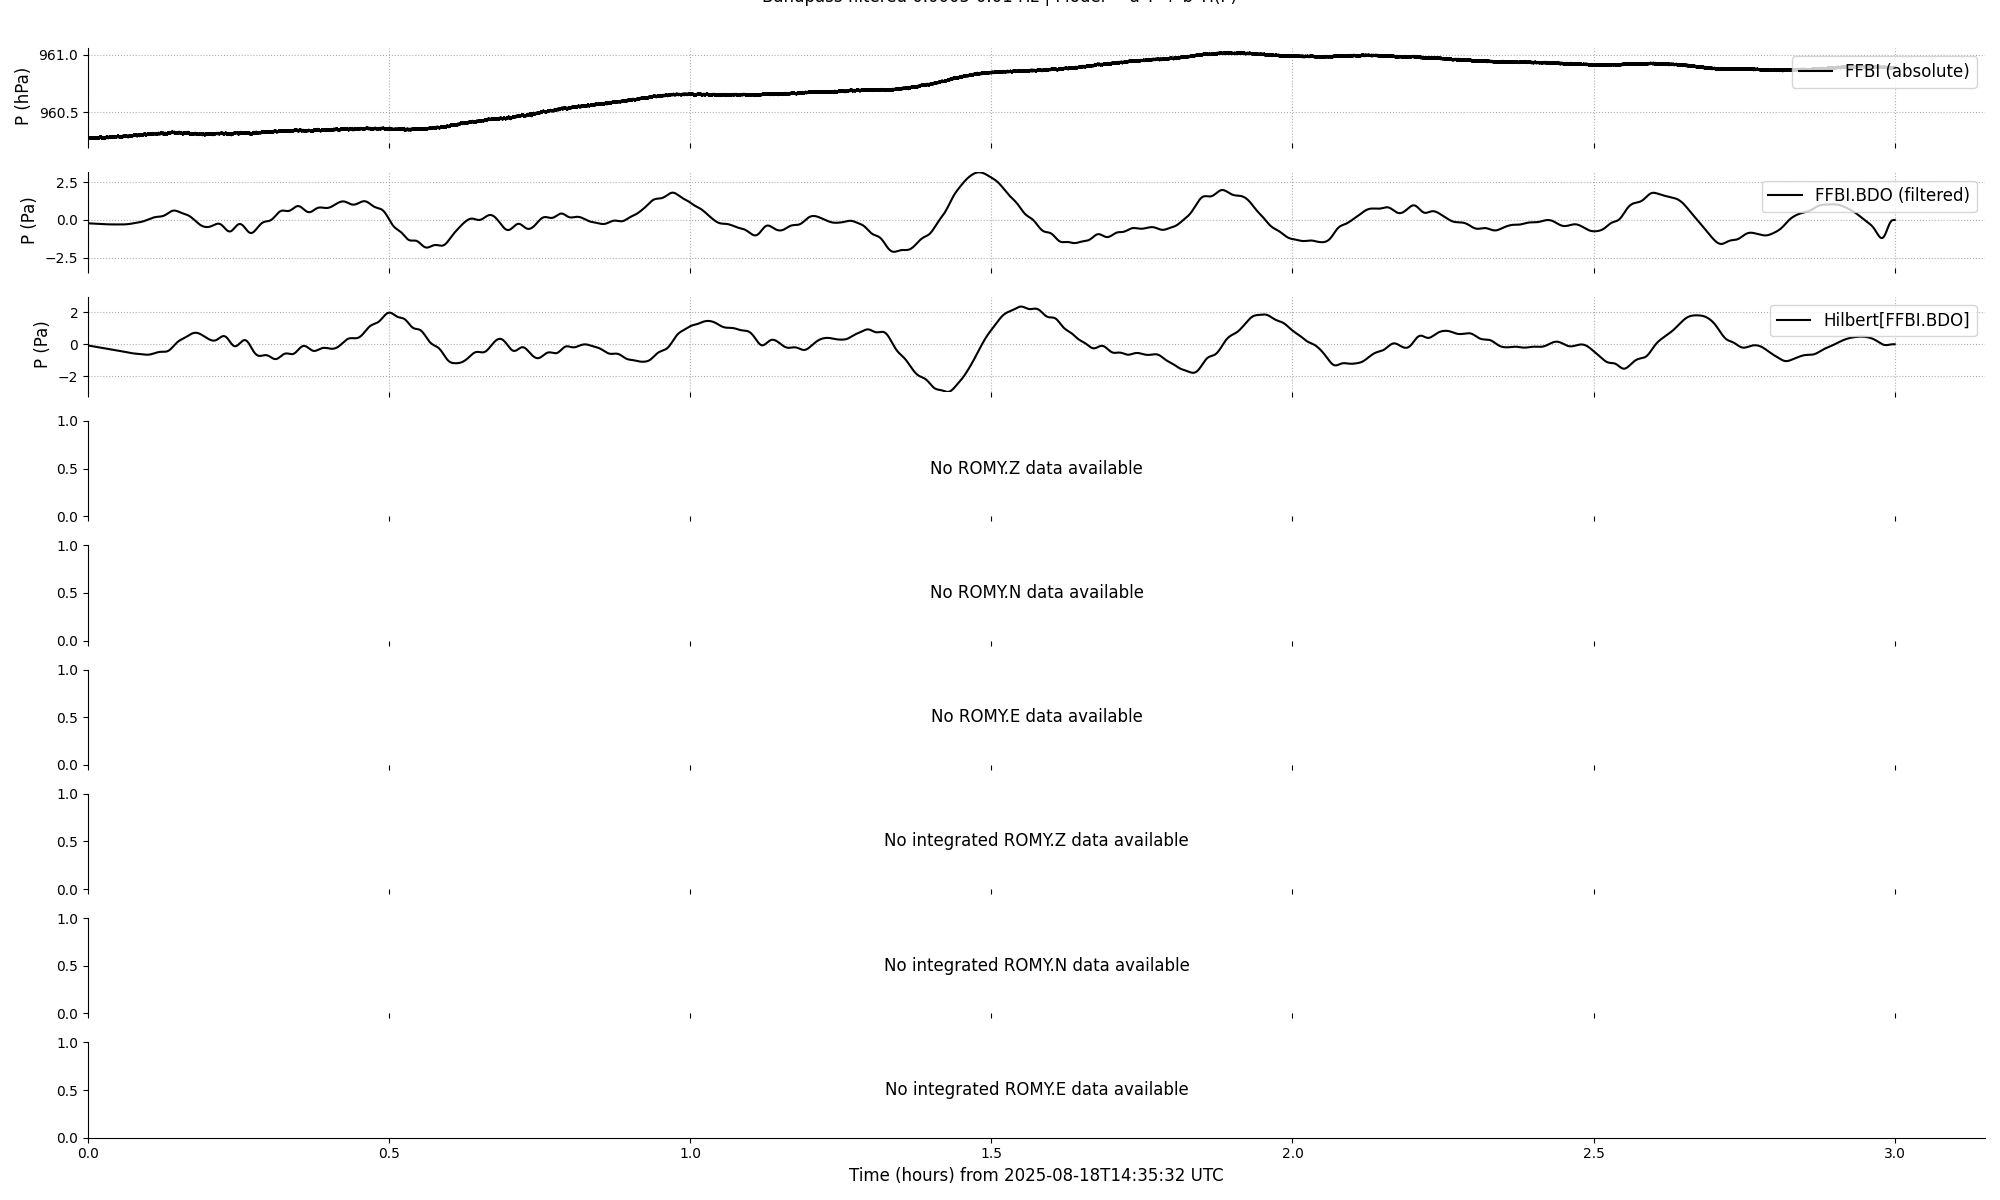 961.0
960.5
P (hPa)
FFBI (absolute)
2.5
0.0
−2.5
P (Pa)
FFBI.BDO (filtered)
2
0
−2
P (Pa)
Hilbert[FFBI.BDO]
1.0
0.5
0.0
No ROMY.Z data available
1.0
0.5
0.0
No ROMY.N data available
1.0
0.5
0.0
No ROMY.E data available
1.0
0.5
0.0
No integrated ROMY.Z data available
1.0
0.5
0.0
No integrated ROMY.N data available
1.0
0.5
0.0
No integrated ROMY.E data available
0.0 0.5 1.0 1.5 2.0 2.5 3.0
Time (hours) from 2025-08-18T14:35:32 UTC